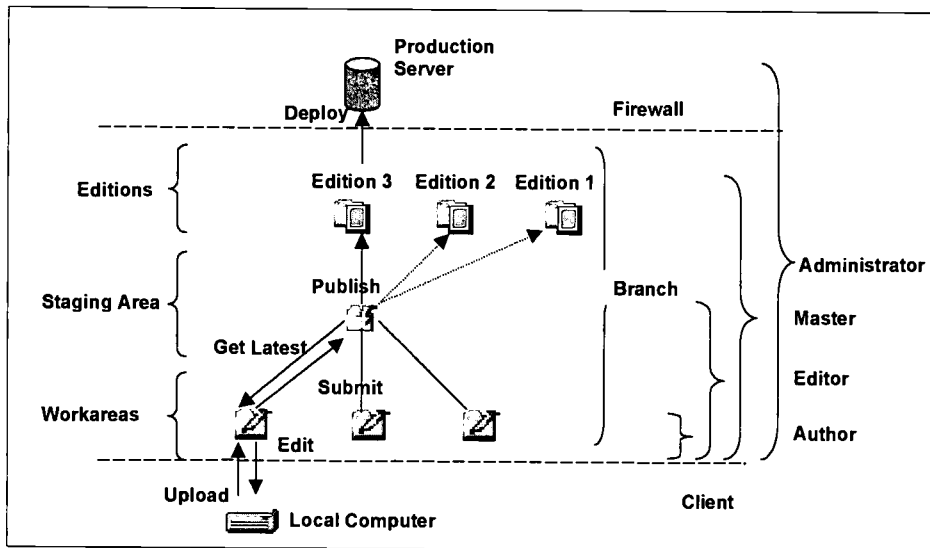 Production
Server
Deploy
Firewall
Editions
Edition 3
Edition 2
Edition 1
Administrator
Publish
Branch
Staging Area
Master
Get Latest
Submit
Editor
Workareas
Edit
Author
Upload
Client
Local Computer